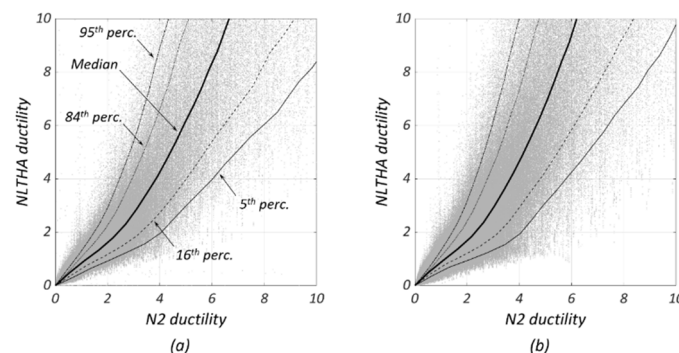 10
95th perc.
8
Median
6
84th perc.
4
5th perc.
2
16th perc.
0
0 2 4 6 8 10
NLTHA ductility
N2 ductility
(a)
10
8
6
4
2
0
0 2 4 6 8 10
NLTHA ductility
N2 ductility
(b)